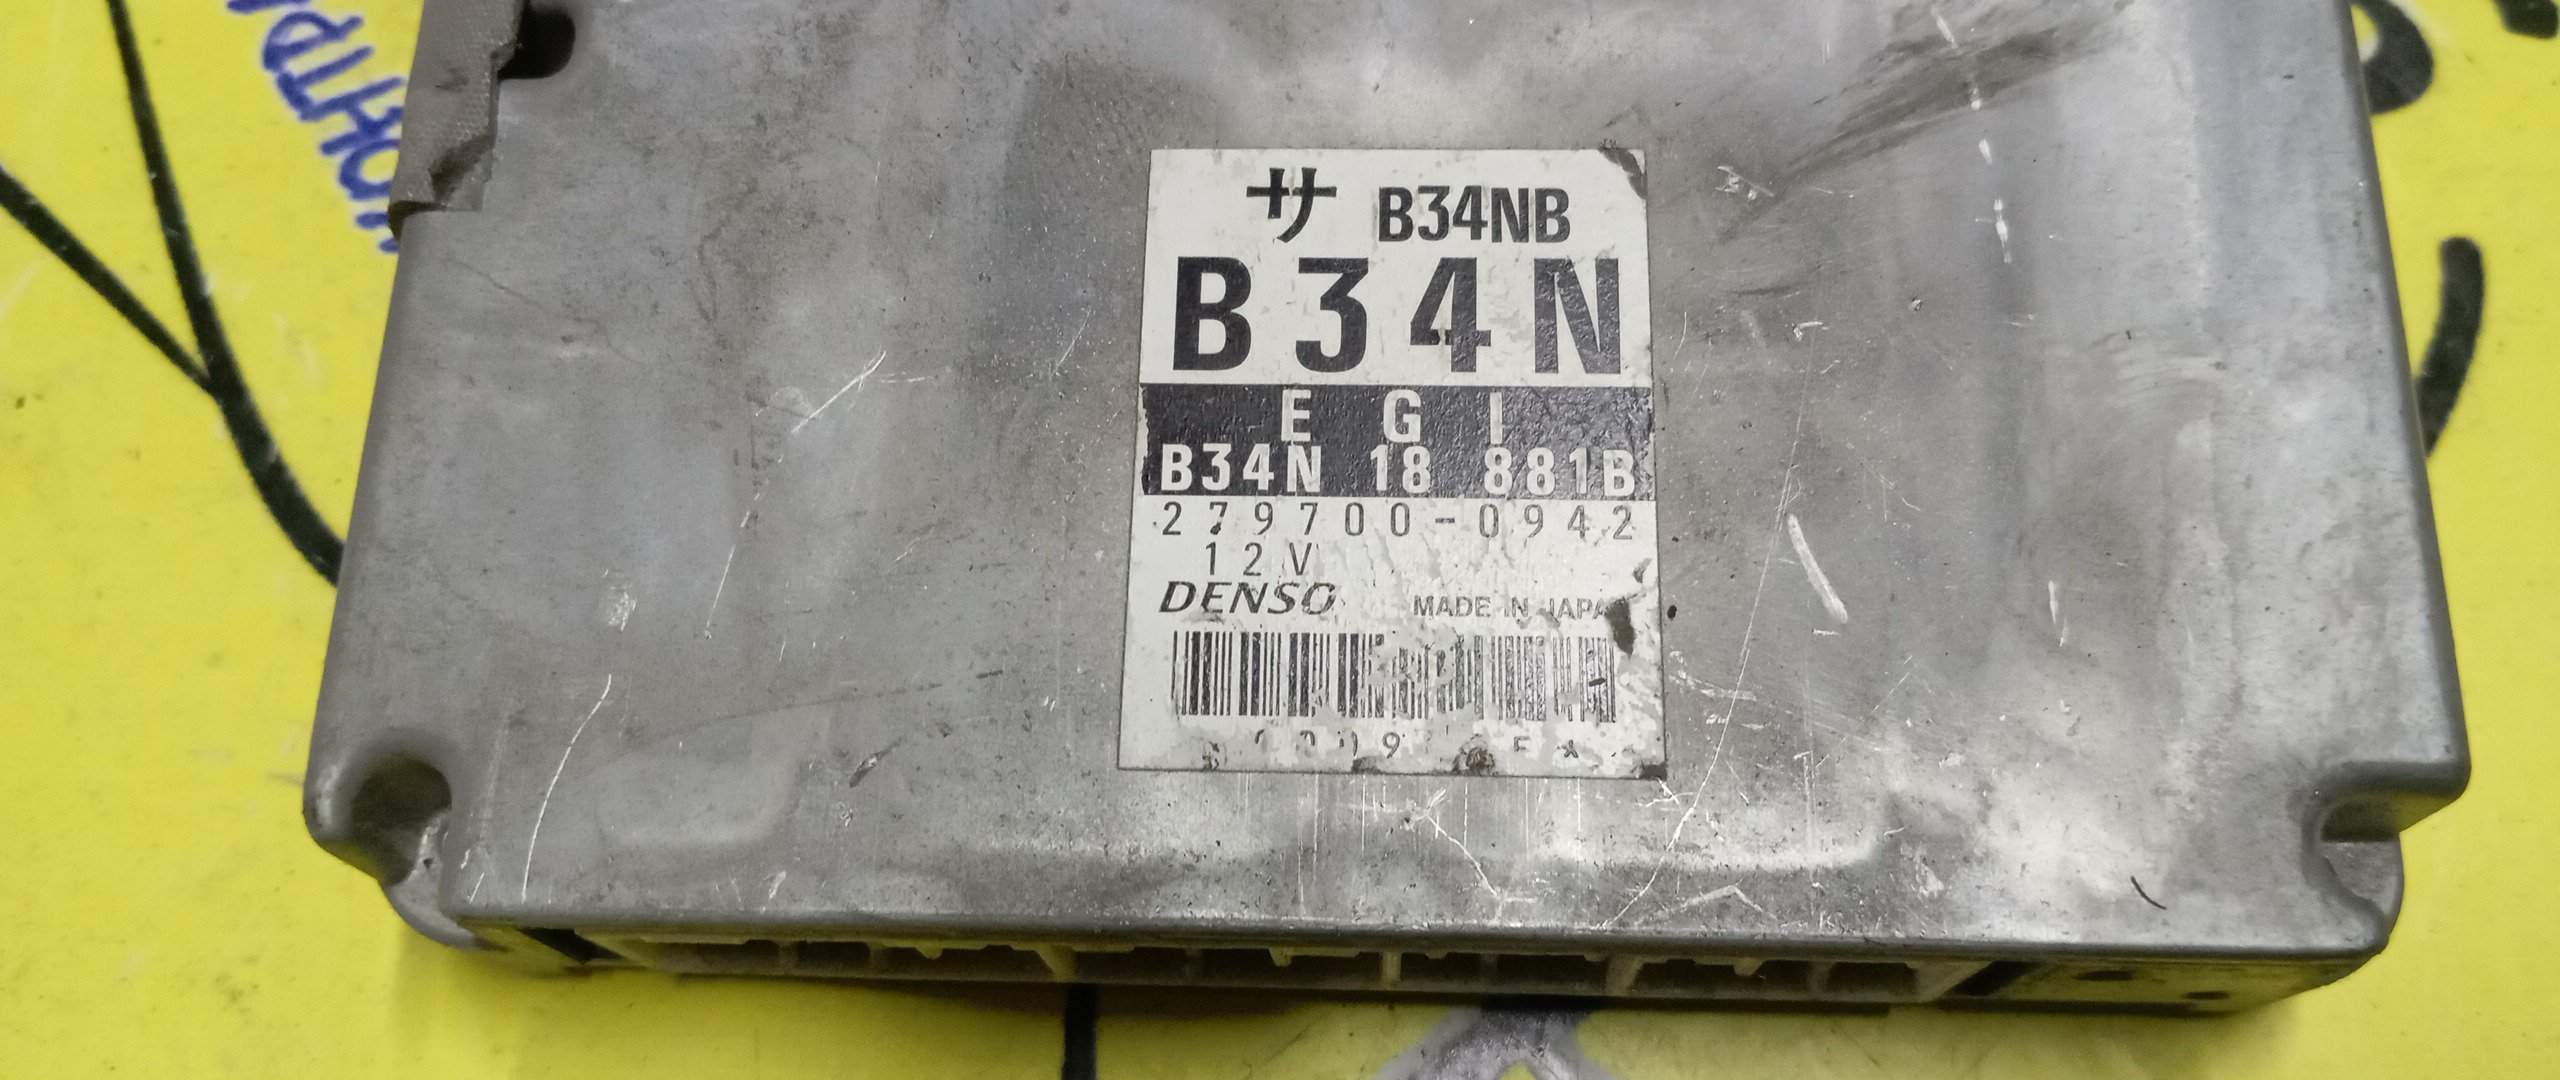 サ B34NB
B34N
EGI
B34N 18 881B
279700-0942
12V
DENSO MADE IN JAPAN